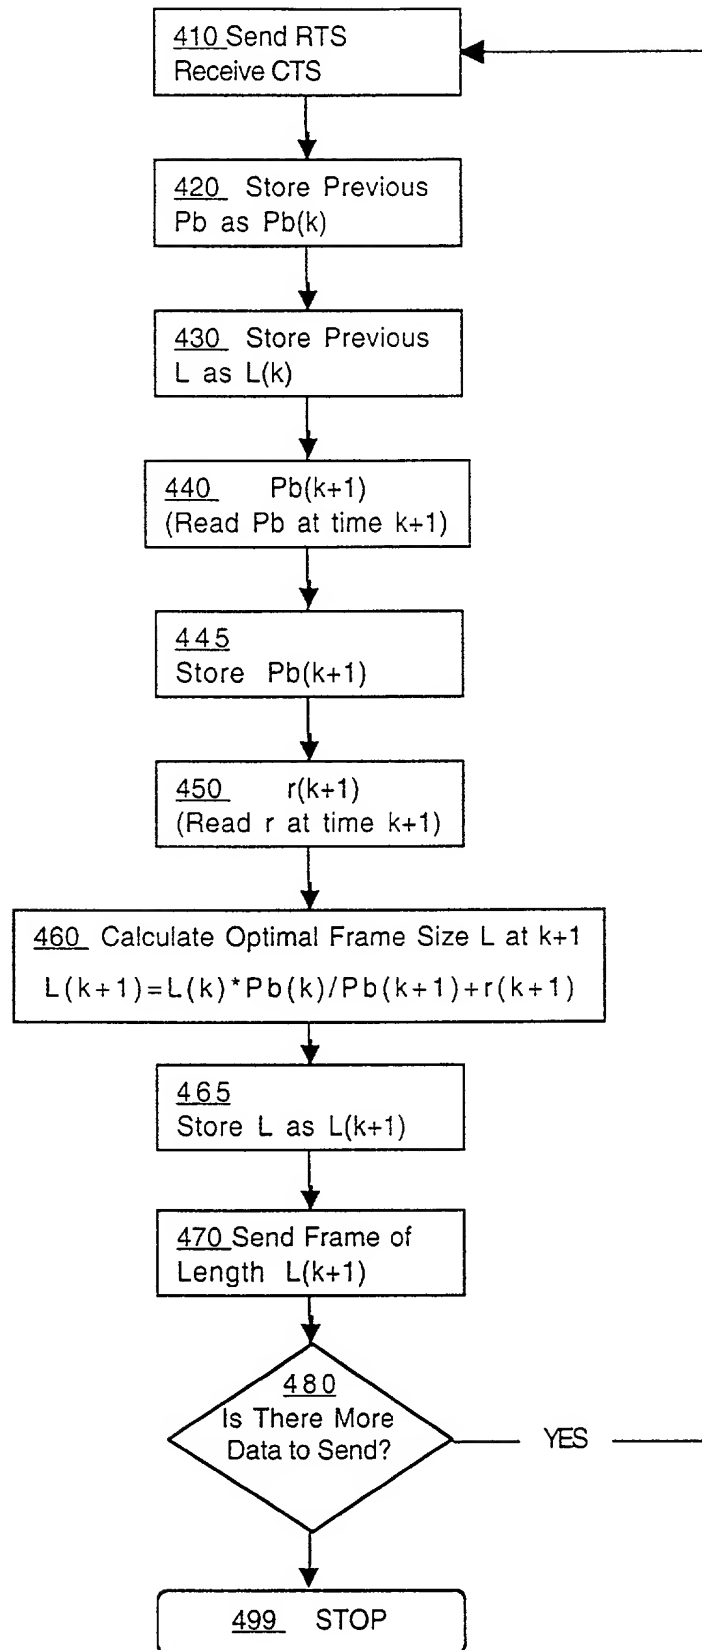 410 Send RTS
Receive CTS
420 Store Previous
Pb as Pb(k)
430 Store Previous
L as L(k)
440 Pb(k+1)
(Read Pb at time k+1)
445
Store Pb(k+1)
450 r(k+1)
(Read r at time k+1)
460 Calculate Optimal Frame Size L at k+1
L(k+1)=L(k)*Pb(k)/Pb(k+1)+r(k+1)
465
Store L as L(k+1)
470 Send Frame of
Length L(k+1)
480
Is There More
Data to Send?
YES
499 STOP